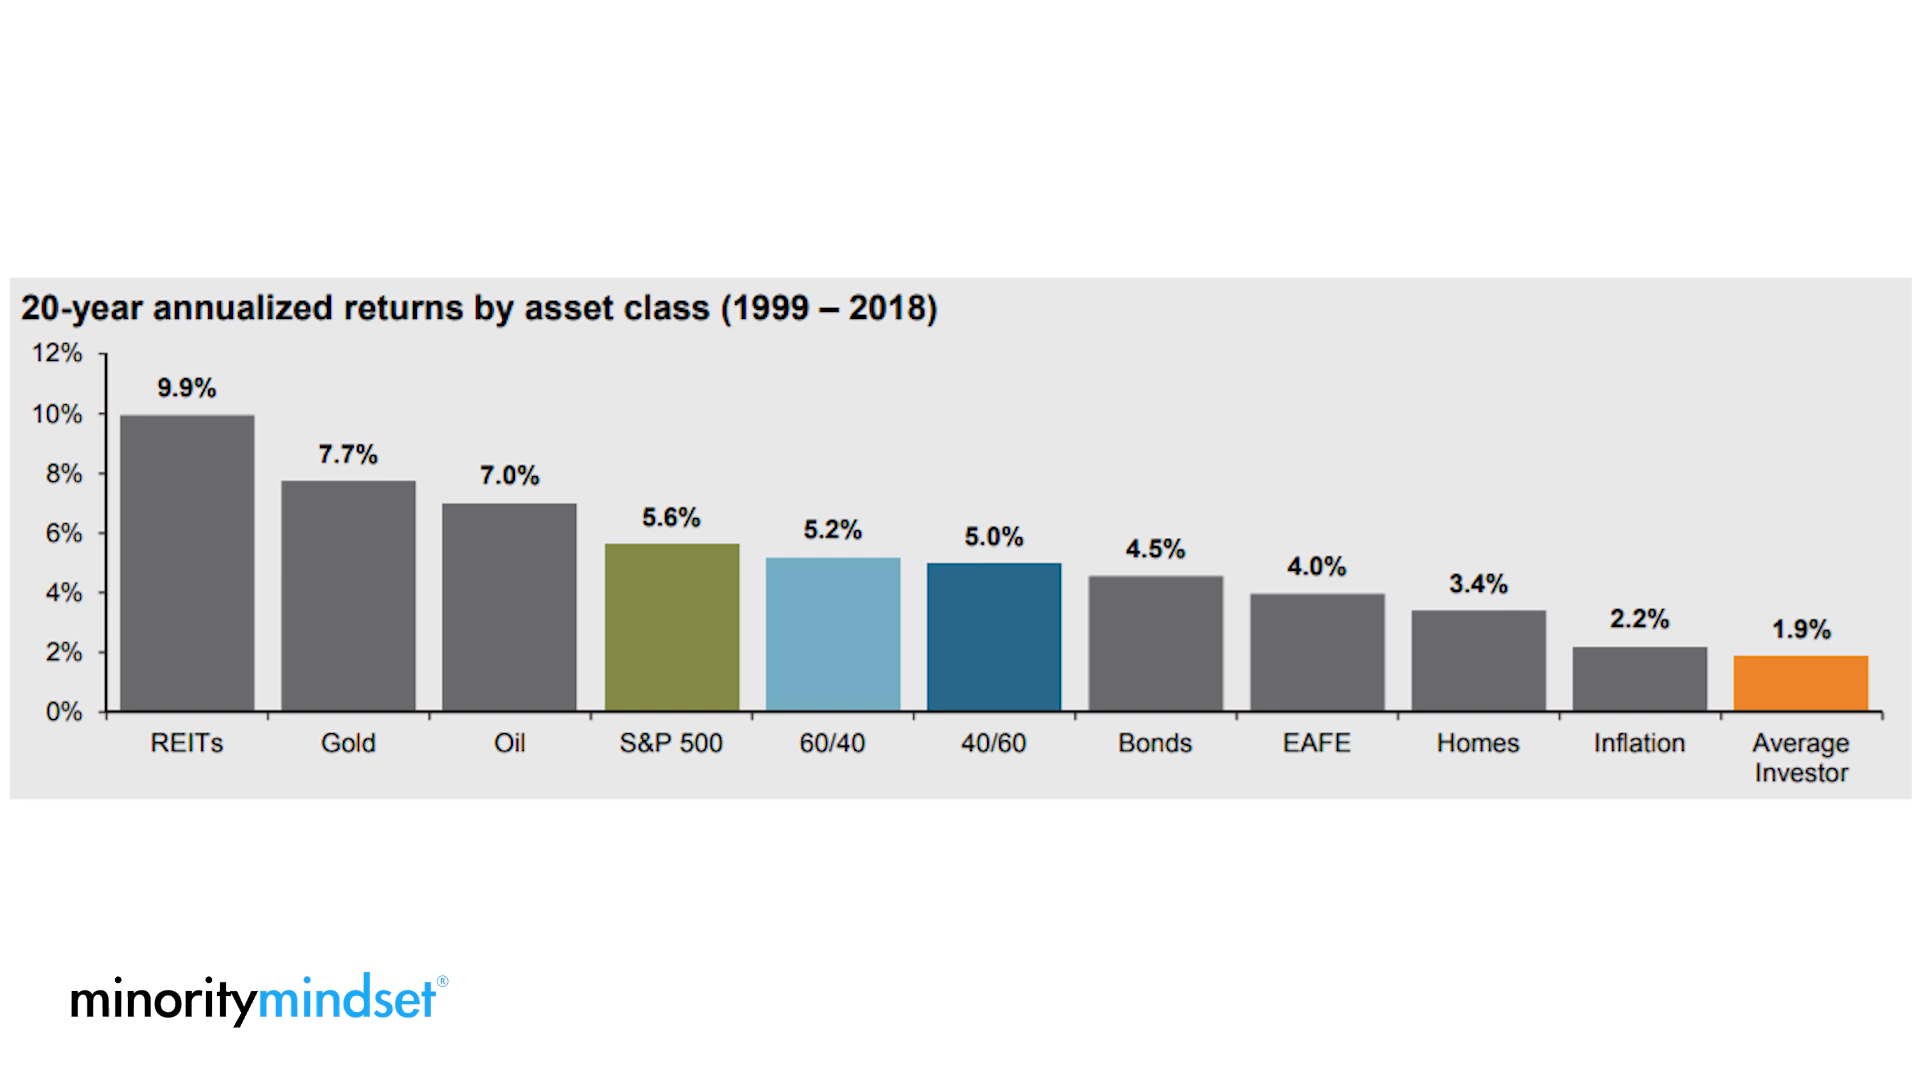 20-year annualized returns by asset class (1999 – 2018)
12%
10%
8%
6%
4%
2%
0%
9.9%
7.7%
7.0%
5.6%
5.2%
5.0%
4.5%
4.0%
3.4%
2.2%
1.9%
REITs
Gold
Oil
S&P 500
60/40
40/60
Bonds
EAFE
Homes
Inflation
Average
Investor
minoritymindset®